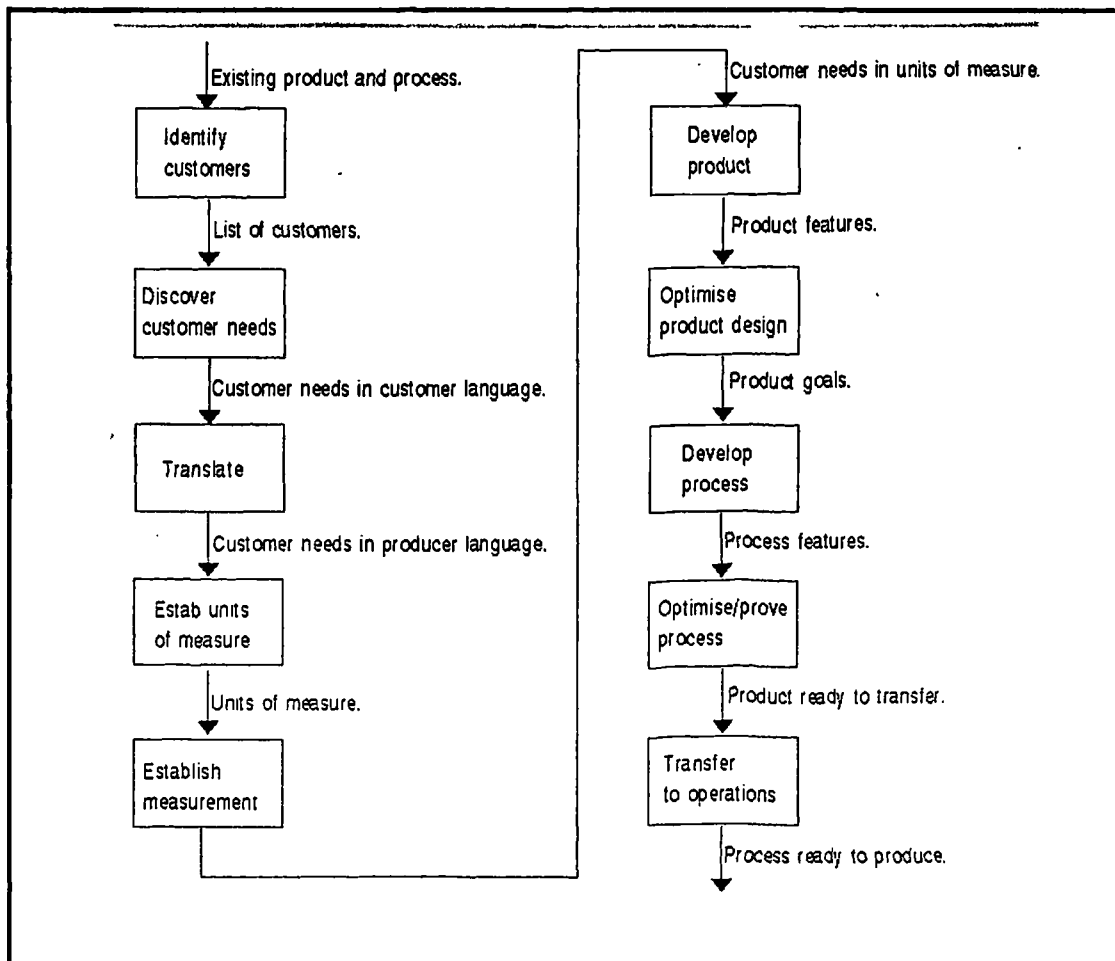 Existing product and process.
Identify
customers
List of customers.
Discover
customer needs
Customer needs in customer language.
Translate
Customer needs in producer language.
Estab units
of measure
Units of measure.
Establish
measurement
Customer needs in units of measure.
Develop
product
Product features.
Optimise
product design
Product goals.
Develop
process
Process features.
Optimise/prove
process
Product ready to transfer.
Transfer
to operations
Process ready to produce.